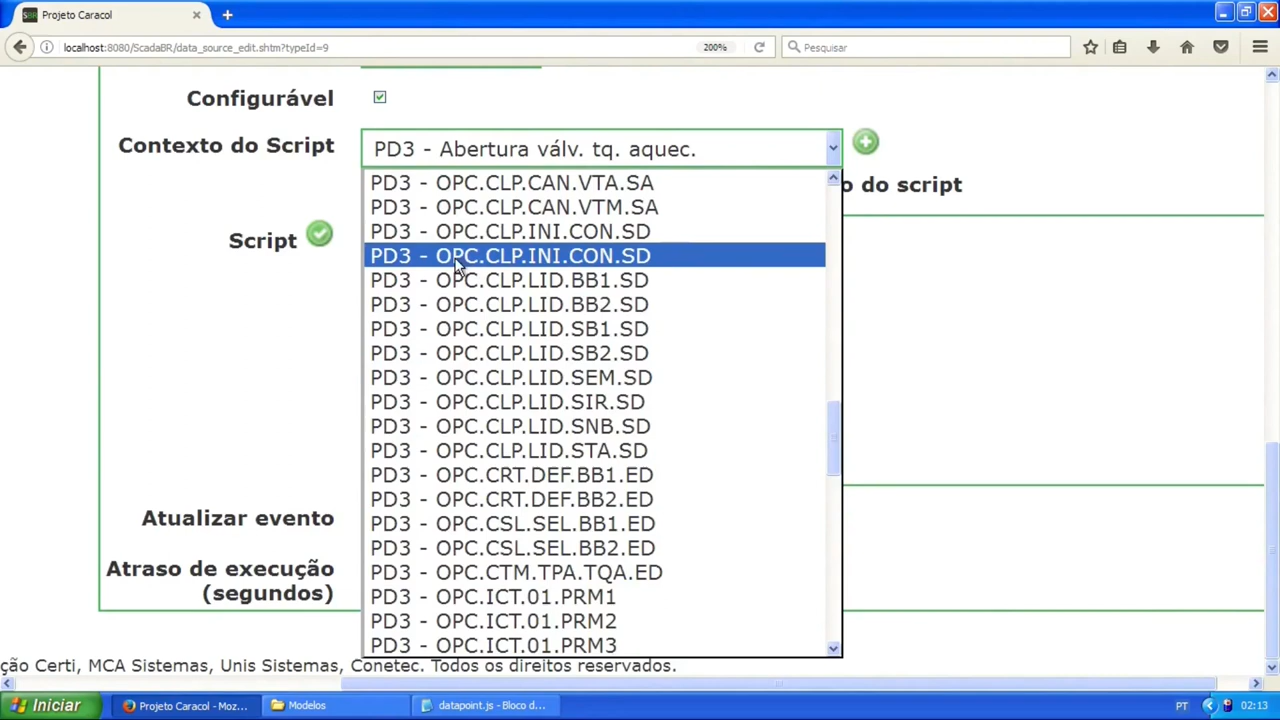 Projeto Caracol
localhost:8080/ScadaBR/data_source_edit.shtm?typeId=9
200%
Pesquisar
Configurável
Contexto do Script
PD3 - Abertura válv. tq. aquec.
o do script
Script
PD3 - OPC.CLP.CAN.VTA.SA
PD3 - OPC.CLP.CAN.VTM.SA
PD3 - OPC.CLP.INI.CON.SD
PD3 - OPC.CLP.INI.CON.SD
PD3 - OPC.CLP.LID.BB1.SD
PD3 - OPC.CLP.LID.BB2.SD
PD3 - OPC.CLP.LID.SB1.SD
PD3 - OPC.CLP.LID.SB2.SD
PD3 - OPC.CLP.LID.SEM.SD
PD3 - OPC.CLP.LID.SIR.SD
PD3 - OPC.CLP.LID.SNB.SD
PD3 - OPC.CLP.LID.STA.SD
PD3 - OPC.CRT.DEF.BB1.ED
PD3 - OPC.CRT.DEF.BB2.ED
PD3 - OPC.CSL.SEL.BB1.ED
PD3 - OPC.CSL.SEL.BB2.ED
PD3 - OPC.CTM.TPA.TQA.ED
PD3 - OPC.ICT.01.PRM1
PD3 - OPC.ICT.01.PRM2
PD3 - OPC.ICT.01.PRM3
Atualizar evento
Atraso de execução
(segundos)
ção Certi, MCA Sistemas, Unis Sistemas, Conetec. Todos os direitos reservados.
Iniciar
Projeto Caracol - Moz...
Modelos
datapoint.js - Bloco d...
PT
02:13